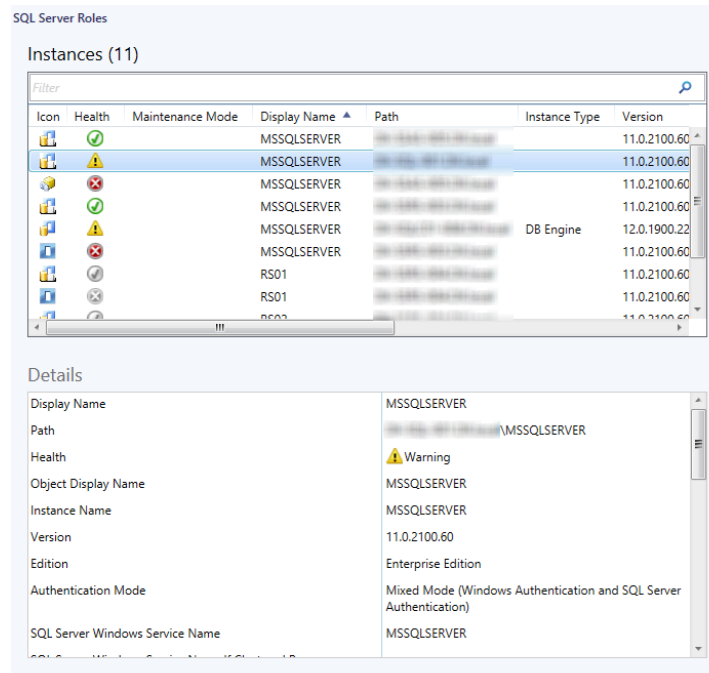 SQL Server Roles
Instances (11)
Filter
Icon Health Maintenance Mode Display Name Path Instance Type Version
MSSQLSERVER 11.0.2100.60
MSSQLSERVER 11.0.2100.60
MSSQLSERVER 11.0.2100.60
MSSQLSERVER 11.0.2100.60
MSSQLSERVER DB Engine 12.0.1900.22
MSSQLSERVER 11.0.2100.60
RS01 11.0.2100.60
RS01 11.0.2100.60
Details
Display Name MSSQLSERVER
Path \MSSQLSERVER
Health Warning
Object Display Name MSSQLSERVER
Instance Name MSSQLSERVER
Version 11.0.2100.60
Edition Enterprise Edition
Authentication Mode Mixed Mode (Windows Authentication and SQL Server
Authentication)
SQL Server Windows Service Name MSSQLSERVER